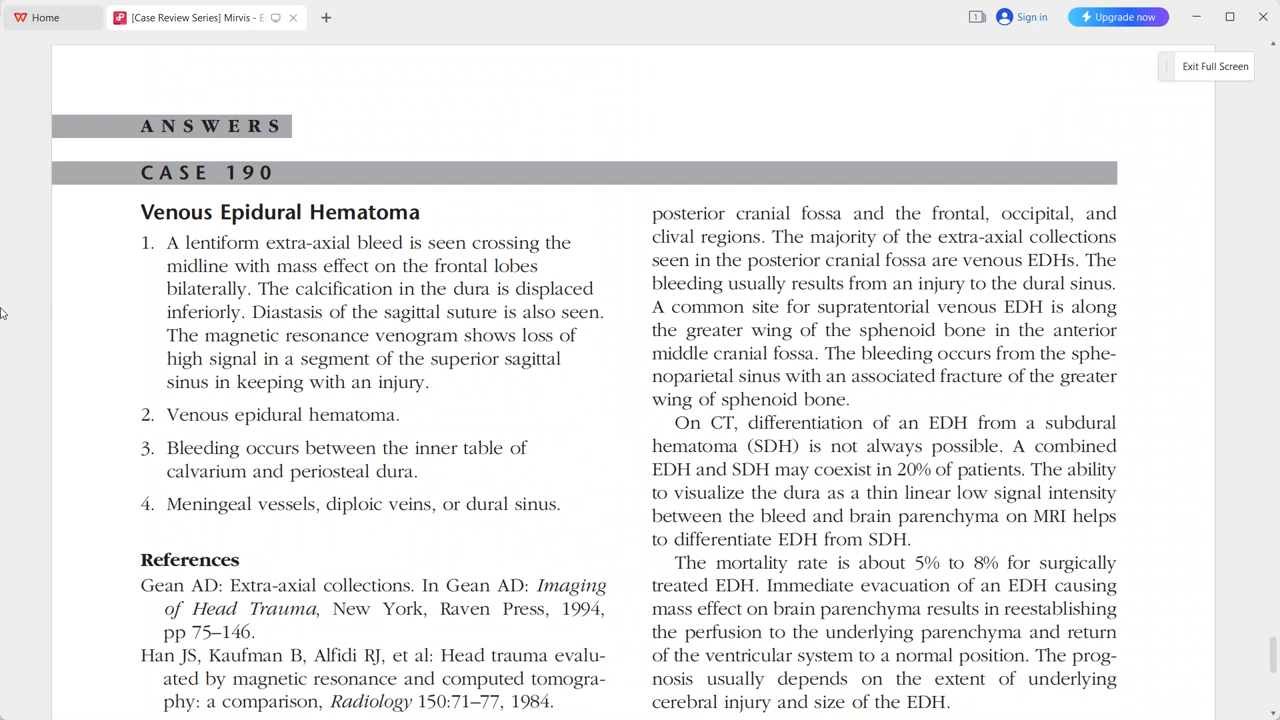 Home
[Case Review Series] Mirvis - E
1
Sign in
Upgrade now
Exit Full Screen
ANSWERS
CASE 190
Venous Epidural Hematoma
1. A lentiform extra-axial bleed is seen crossing the
midline with mass effect on the frontal lobes
bilaterally. The calcification in the dura is displaced
inferiorly. Diastasis of the sagittal suture is also seen.
The magnetic resonance venogram shows loss of
high signal in a segment of the superior sagittal
sinus in keeping with an injury.
2. Venous epidural hematoma.
3. Bleeding occurs between the inner table of
calvarium and periosteal dura.
4. Meningeal vessels, diploic veins, or dural sinus.
References
Gean AD: Extra-axial collections. In Gean AD: Imaging
of Head Trauma, New York, Raven Press, 1994,
pp 75–146.
Han JS, Kaufman B, Alfidi RJ, et al: Head trauma evalu-
ated by magnetic resonance and computed tomogra-
phy: a comparison, Radiology 150:71–77, 1984.
posterior cranial fossa and the frontal, occipital, and
clival regions. The majority of the extra-axial collections
seen in the posterior cranial fossa are venous EDHs. The
bleeding usually results from an injury to the dural sinus.
A common site for supratentorial venous EDH is along
the greater wing of the sphenoid bone in the anterior
middle cranial fossa. The bleeding occurs from the sphe-
noparietal sinus with an associated fracture of the greater
wing of sphenoid bone.
On CT, differentiation of an EDH from a subdural
hematoma (SDH) is not always possible. A combined
EDH and SDH may coexist in 20% of patients. The ability
to visualize the dura as a thin linear low signal intensity
between the bleed and brain parenchyma on MRI helps
to differentiate EDH from SDH.
The mortality rate is about 5% to 8% for surgically
treated EDH. Immediate evacuation of an EDH causing
mass effect on brain parenchyma results in reestablishing
the perfusion to the underlying parenchyma and return
of the ventricular system to a normal position. The prog-
nosis usually depends on the extent of underlying
cerebral injury and size of the EDH.